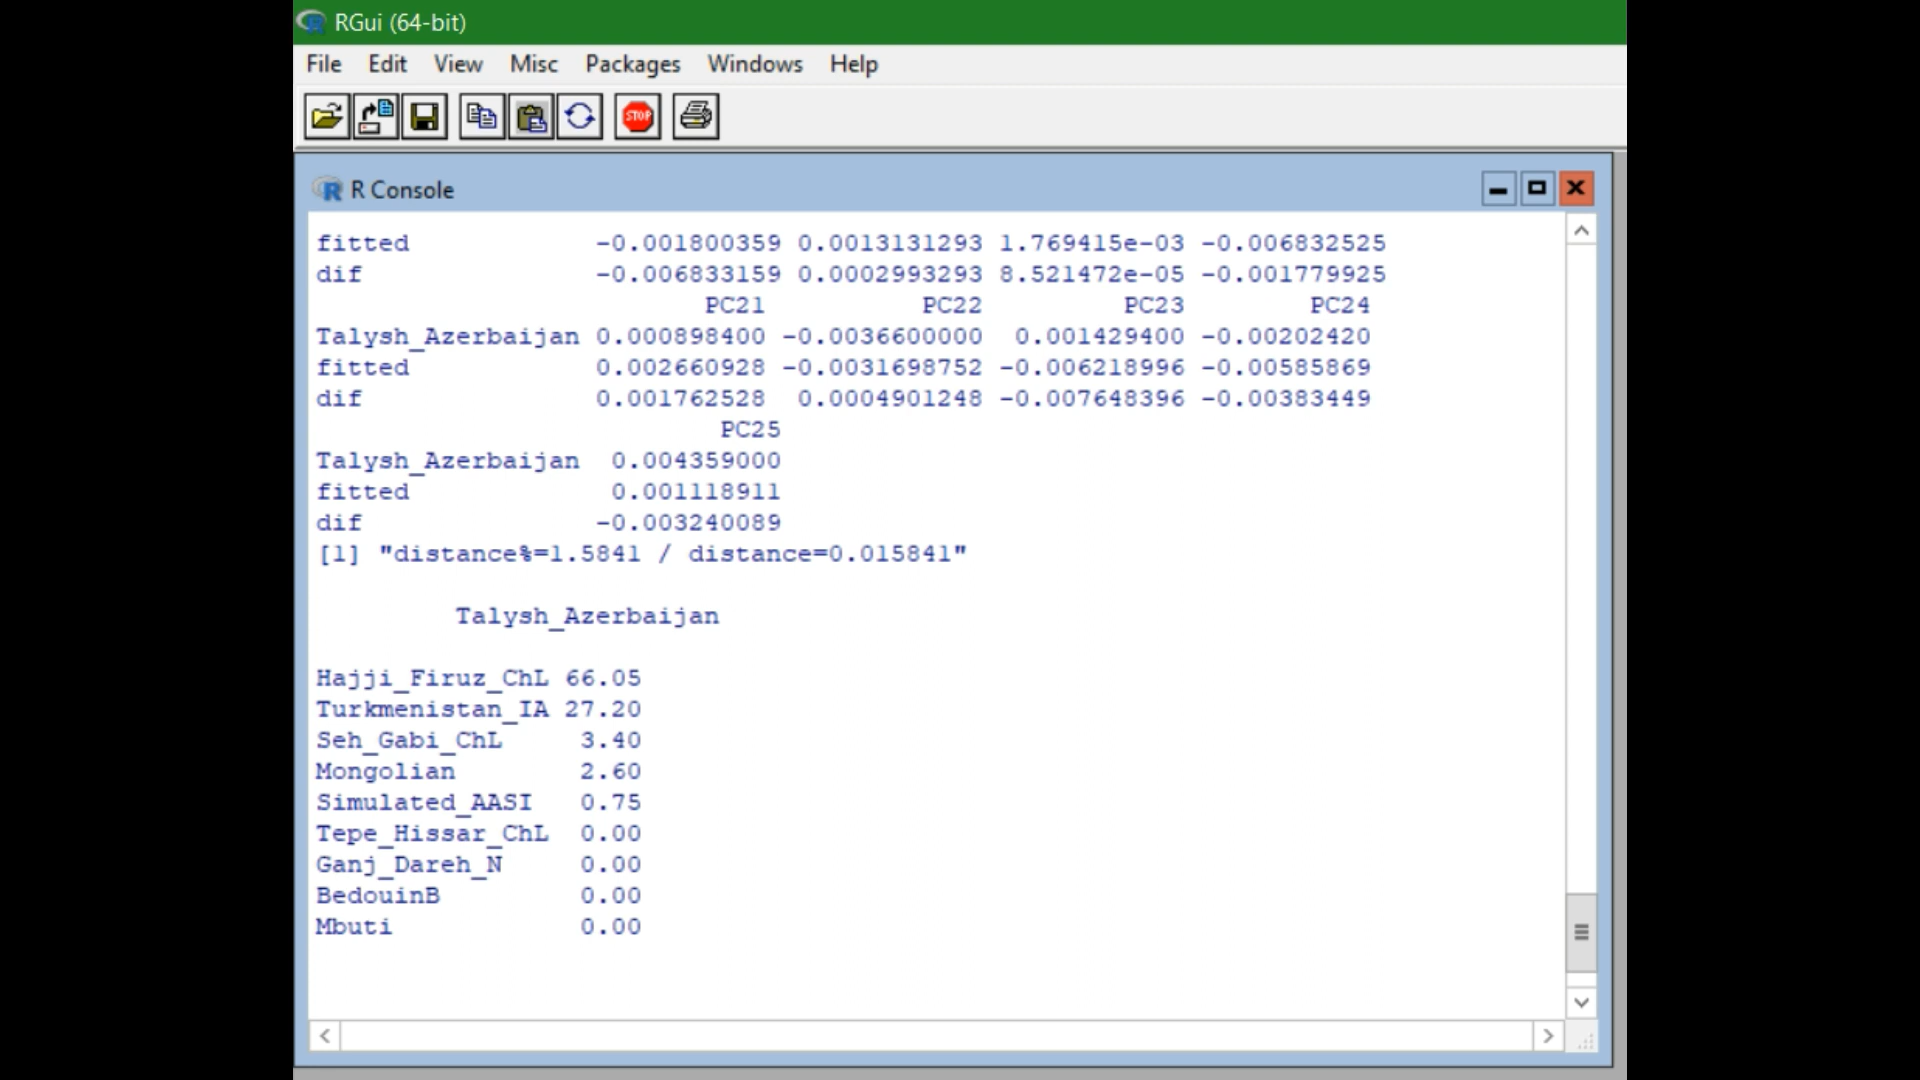 RGui (64-bit)
File Edit View Misc Packages Windows Help
STOP
R Console
fitted -0.001800359 0.0013131293 1.769415e-03 -0.006832525
dif -0.006833159 0.0002993293 8.521472e-05 -0.001779925
PC21 PC22 PC23 PC24
Talysh_Azerbaijan 0.000898400 -0.0036600000 0.001429400 -0.00202420
fitted 0.002660928 -0.0031698752 -0.006218996 -0.00585869
dif 0.001762528 0.0004901248 -0.007648396 -0.00383449
PC25
Talysh_Azerbaijan 0.004359000
fitted 0.001118911
dif -0.003240089
[1] "distance%=1.5841 / distance=0.015841"
Talysh_Azerbaijan
Hajji_Firuz_ChL 66.05
Turkmenistan_IA 27.20
Seh_Gabi_ChL 3.40
Mongolian 2.60
Simulated_AASI 0.75
Tepe_Hissar_ChL 0.00
Ganj_Dareh_N 0.00
BedouinB 0.00
Mbuti 0.00